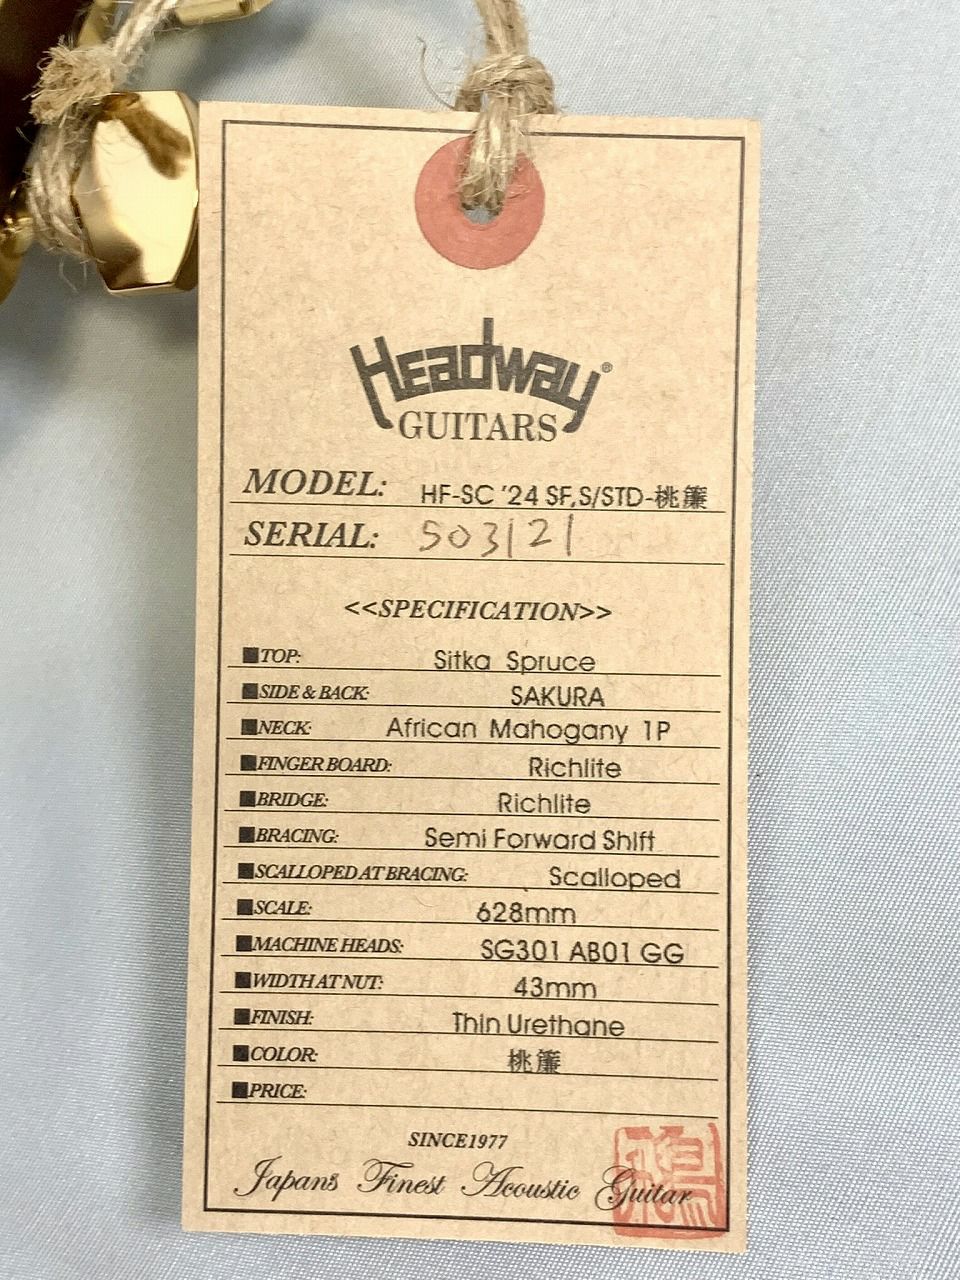 Headway®
GUITARS
MODEL: HF-SC '24 SF,S/STD-桃簾
SERIAL: 503121
<<SPECIFICATION>>
■TOP: Sitka Spruce
■SIDE & BACK: SAKURA
■NECK: African Mahogany 1P
■FINGER BOARD: Richlite
■BRIDGE: Richlite
■BRACING: Semi Forward Shift
■SCALLOPED AT BRACING: Scalloped
■SCALE: 628mm
■MACHINE HEADS: SG301 AB01 GG
■WIDTH AT NUT: 43mm
■FINISH: Thin Urethane
■COLOR: 桃簾
■PRICE:
SINCE1977
Japan's Finest Acoustic Guitar